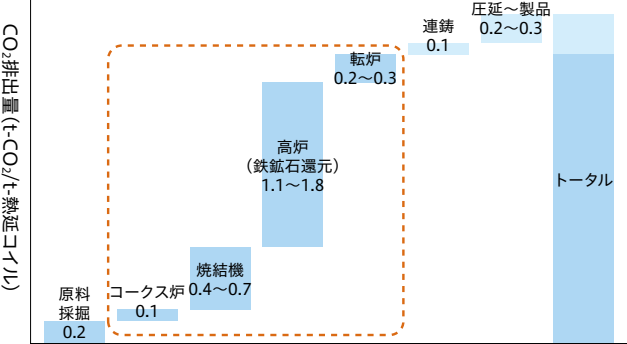 CO₂排出量(t-CO₂/t-熱延コイル)
原料
採掘
0.2
コークス炉
0.1
焼結機
0.4～0.7
高炉
(鉄鉱石還元)
1.1～1.8
転炉
0.2～0.3
連鋳
0.1
圧延～製品
0.2～0.3
トータル